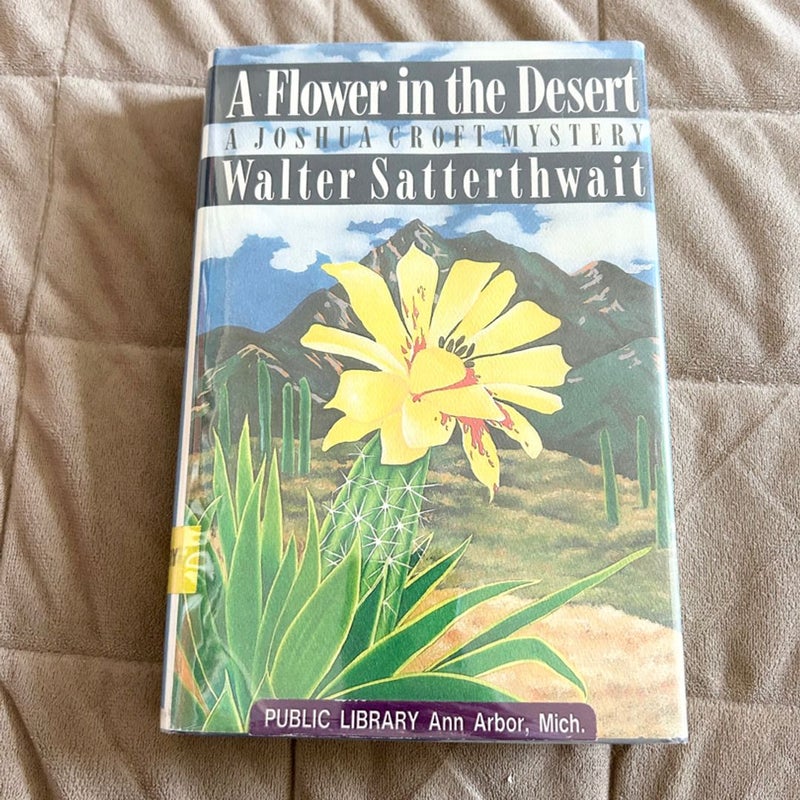 A Flower in the Desert
A JOSHUA CROFT MYSTERY
Walter Satterthwait
PUBLIC LIBRARY Ann Arbor, Mich.